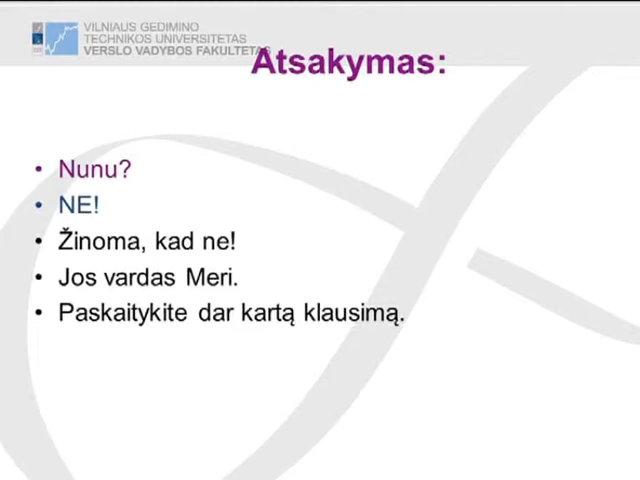 VILNIAUS GEDIMINO
TECHNIKOS UNIVERSITETAS
VERSLO VADYBOS FAKULTETAS
Atsakymas:
• Nunu?
• NE!
• Žinoma, kad ne!
• Jos vardas Meri.
• Paskaitykite dar kartą klausimą.